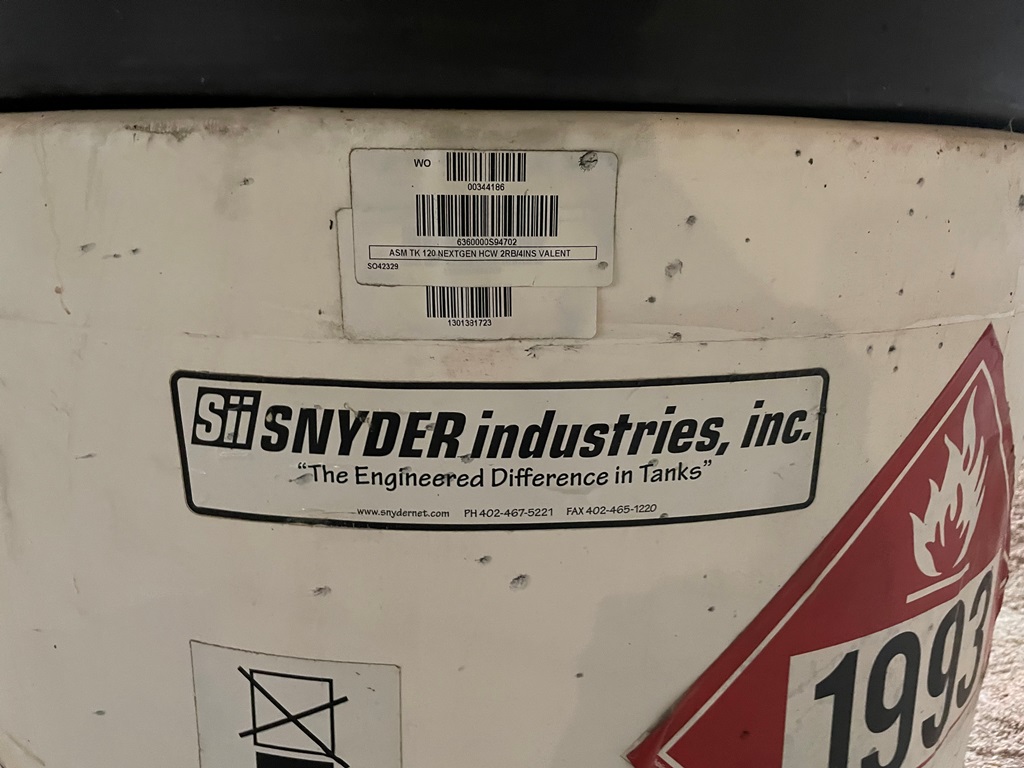 WO
00344186
6360000S94702
ASM TK 120 NEXTGEN HCW 2RB/4INS VALENT
SO42329
1301381723
Sii SNYDER industries, inc.
“The Engineered Difference in Tanks”
www.snydernet.com PH 402-467-5221 FAX 402-465-1220
1993